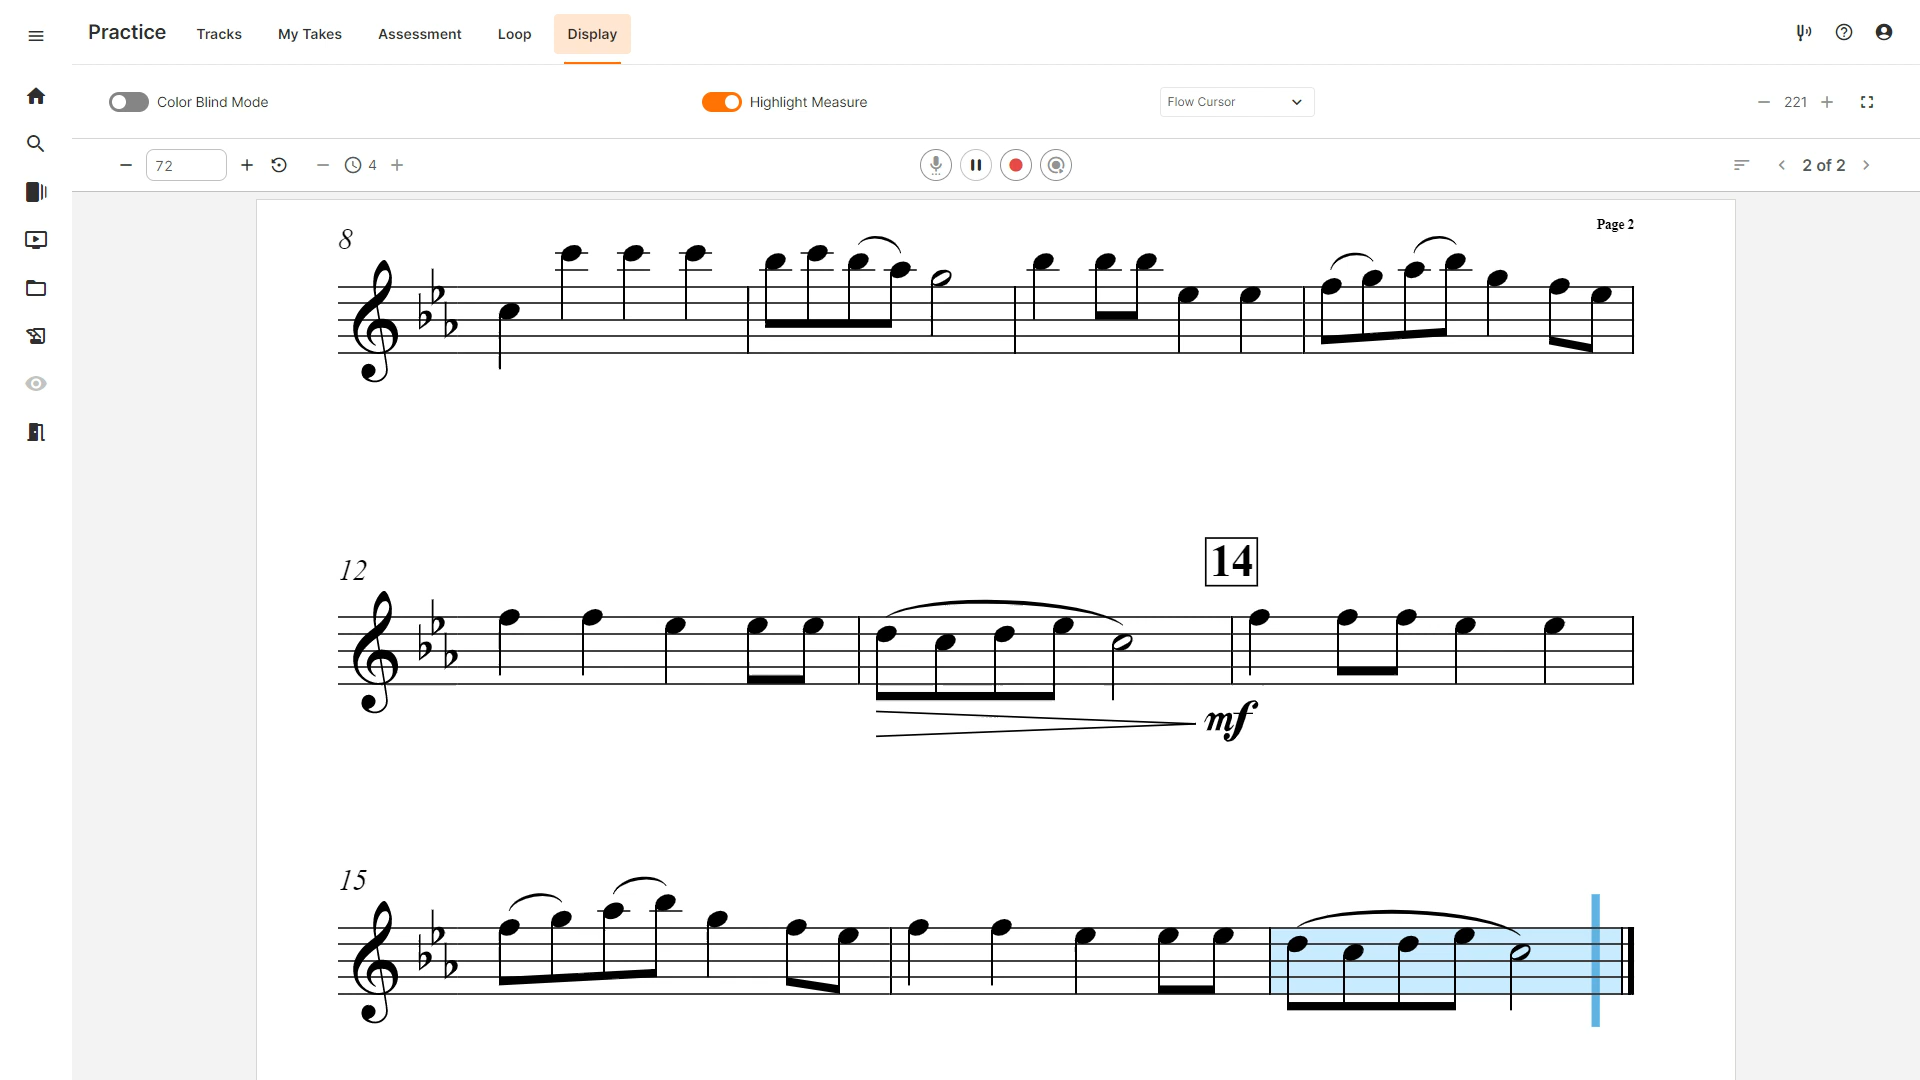 Practice Tracks My Takes Assessment Loop Display
Color Blind Mode Highlight Measure Flow Cursor 221
72 4 2 of 2
Page 2
8
14
12
mf
15